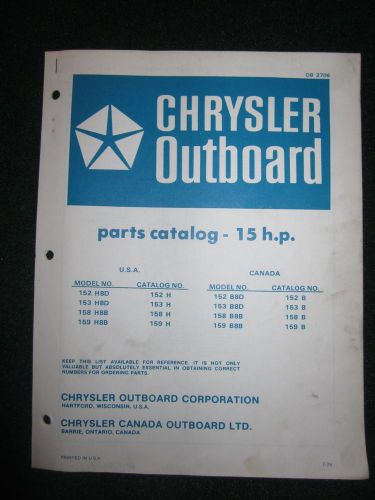 OB 2706
CHRYSLER
Outboard
parts catalog - 15 h.p.
U.S.A. CANADA
MODEL NO. CATALOG NO. MODEL NO. CATALOG NO.
152 H8D 152 H 152 B8D 152 B
153 H8D 153 H 153 B8D 153 B
158 H8B 158 H 158 B8B 158 B
159 H8B 159 H 159 B8B 159 B
KEEP THIS LIST AVAILABLE FOR REFERENCE. IT IS NOT ONLY
VALUABLE BUT ABSOLUTELY ESSENTIAL IN OBTAINING CORRECT
NUMBERS FOR ORDERING PARTS.
CHRYSLER OUTBOARD CORPORATION
HARTFORD, WISCONSIN, U.S.A.
CHRYSLER CANADA OUTBOARD LTD.
BARRIE, ONTARIO, CANADA
PRINTED IN U.S.A.